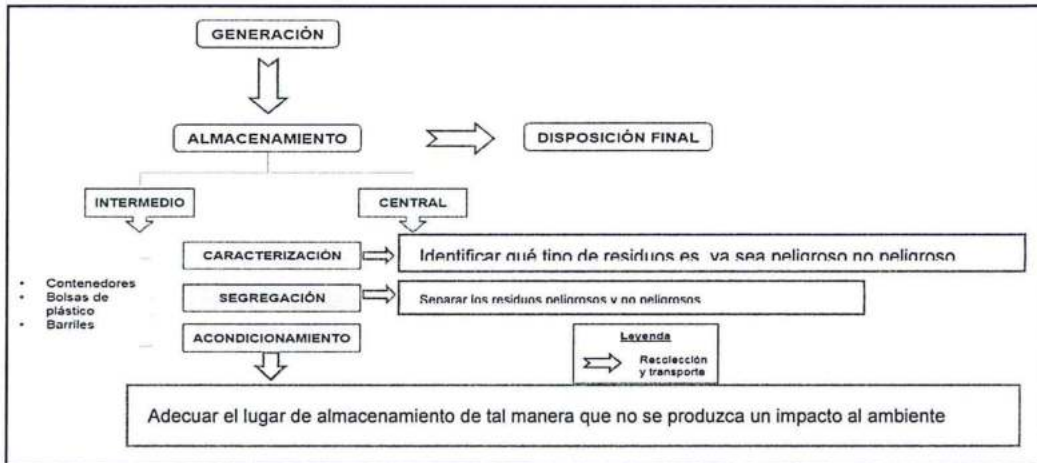 GENERACIÓN
ALMACENAMIENTO
DISPOSICIÓN FINAL
INTERMEDIO
CENTRAL
CARACTERIZACIÓN
Identificar qué tipo de residuos es, ya sea peligroso no peligroso
• Contenedores
• Bolsas de
plástico
• Barriles
SEGREGACIÓN
Separar los residuos peligrosos y no peligrosos
ACONDICIONAMIENTO
Leyenda
Recolección
y transporte
Adecuar el lugar de almacenamiento de tal manera que no se produzca un impacto al ambiente